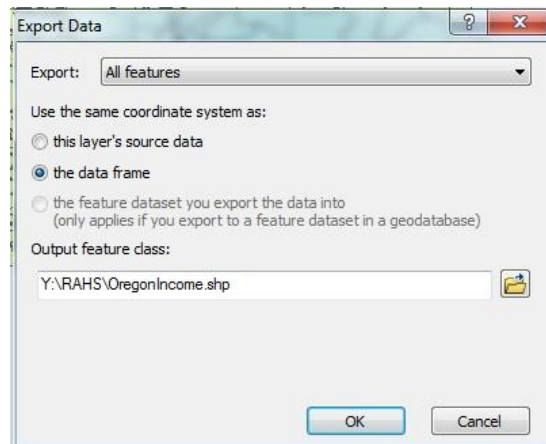 Export Data
Export: All features
Use the same coordinate system as:
this layer's source data
the data frame
the feature dataset you export the data into
(only applies if you export to a feature dataset in a geodatabase)
Output feature class:
Y:\RAHS\OregonIncome.shp
OK Cancel